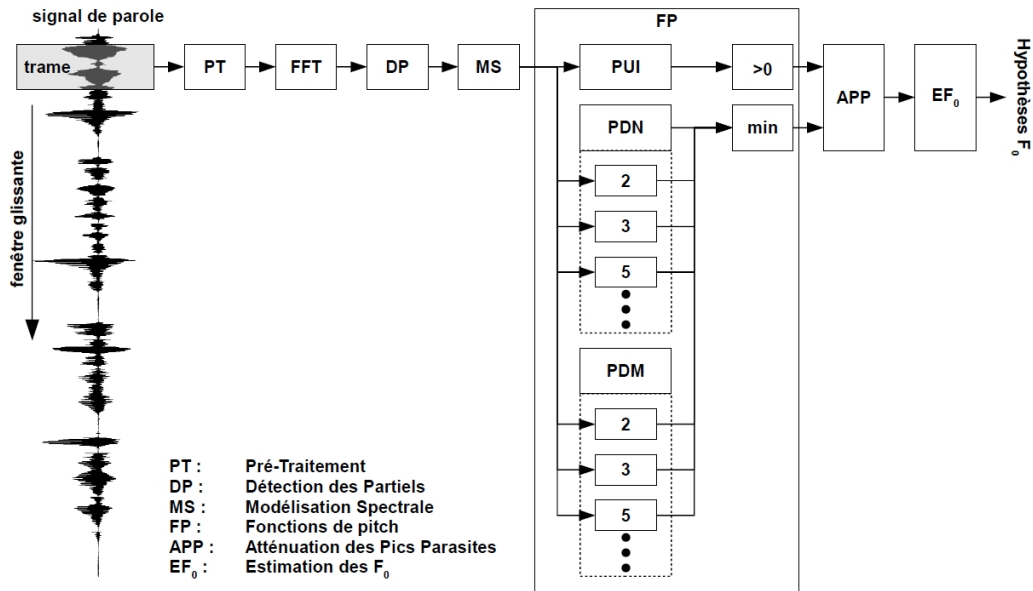 signal de parole
FP
trame
PT
FFT
DP
MS
PUI
>0
APP
EF₀
Hypothèses F₀
PDN
min
2
3
5
fenêtre glissante
PDM
2
3
5
PT : Pré-Traitement
DP : Détection des Partiels
MS : Modélisation Spectrale
FP : Fonctions de pitch
APP : Atténuation des Pics Parasites
EF₀ : Estimation des F₀